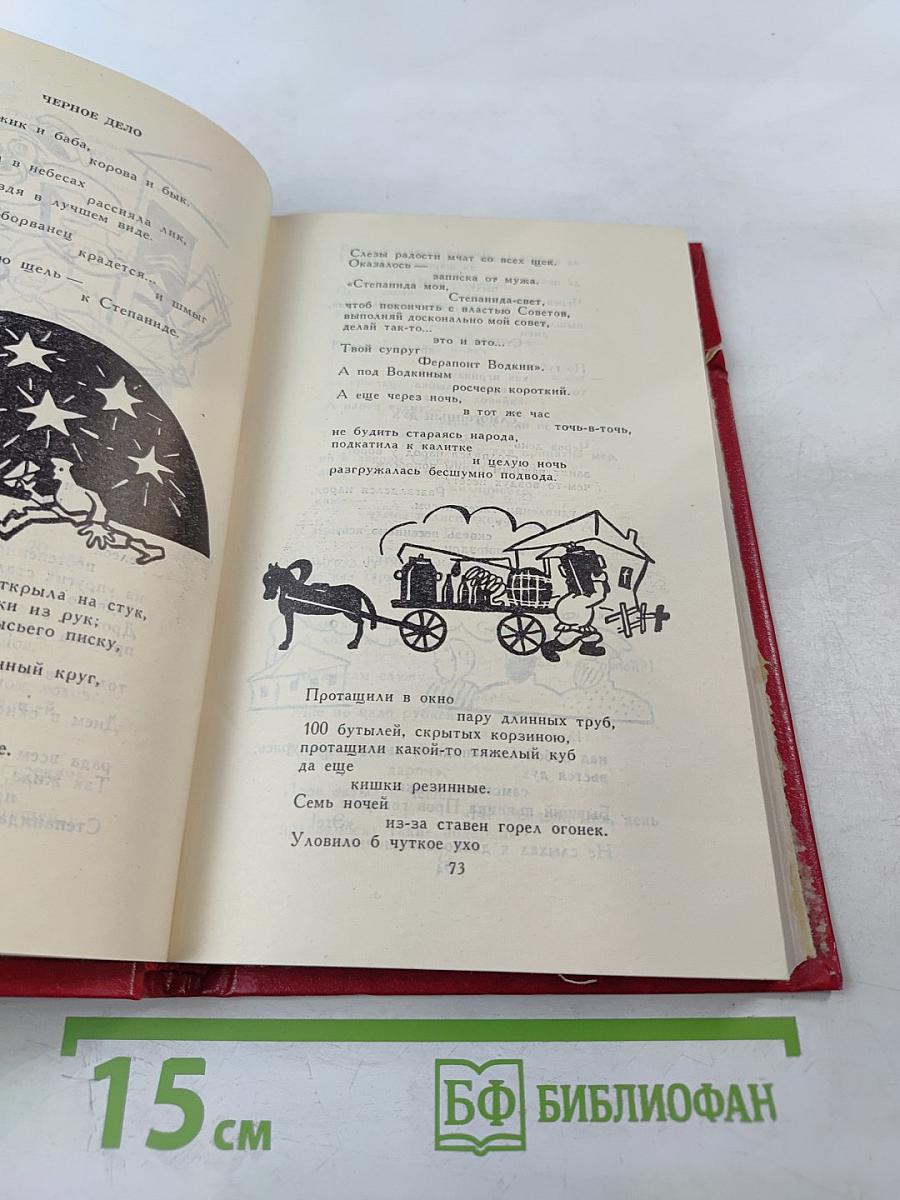 ЧЕРНОЕ ДЕЛО
и баба,
корова и бык.
в небесах
рассияла лик,
в лучшем виде.
крадется... и шмыг
щель —
к Степаниде.
на стук,
из рук;
писку,
круг,
Слезы радости мчат со всех щек.
Оказалось —
записка от мужа.
«Степанида моя,
Степанида-свет,
чтоб покончить с властью Советов,
выполняй досконально мой совет,
делай так-то...
это и это...
Твой супруг
Ферапонт Водкин».
А под Водкиным
росчерк короткий.
А еще через ночь,
в тот же час
точь-в-точь,
не будить стараясь народа,
подкатила к калитке
и целую ночь
разгружалась бесшумно подвода.
Протащили в окно
пару длинных труб,
100 бутылей, скрытых корзиною,
протащили какой-то тяжелый куб
да еще
кишки резинные.
Семь ночей
из-за ставен горел огонек.
Уловило б чуткое ухо
73
15 см
БФ БИБЛИОФАН